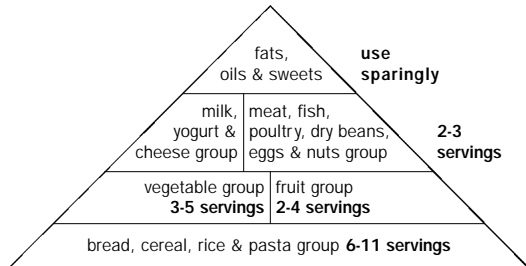 fats,
oils & sweets
use
sparingly
milk,
yogurt &
cheese group
meat, fish,
poultry, dry beans,
eggs & nuts group
2-3
servings
vegetable group
3-5 servings
fruit group
2-4 servings
bread, cereal, rice & pasta group 6-11 servings